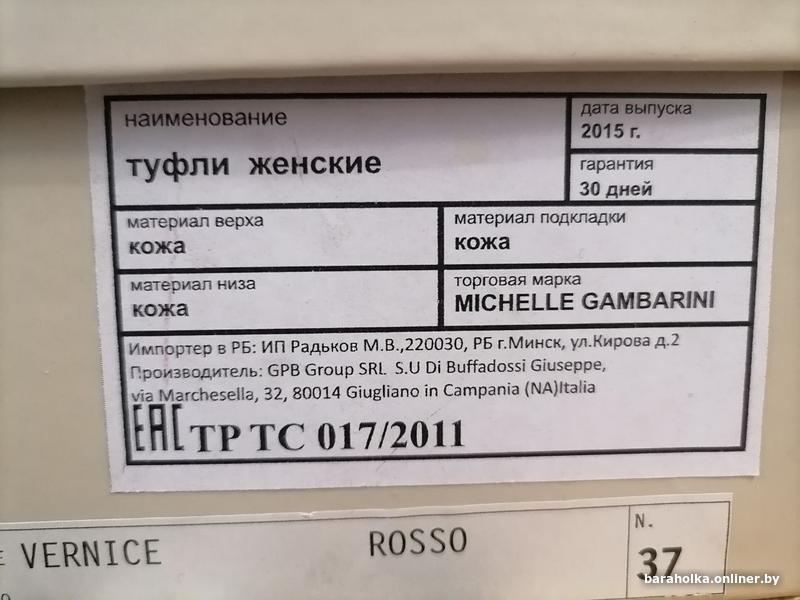 наименование
туфли женские
дата выпуска
2015 г.
гарантия
30 дней
материал верха
кожа
материал подкладки
кожа
материал низа
кожа
торговая марка
MICHELLE GAMBARINI
Импортер в РБ: ИП Радьков М.В.,220030, РБ г.Минск, ул.Кирова д.2
Производитель: GPB Group SRL S.U Di Buffadossi Giuseppe,
via Marchesella, 32, 80014 Giugliano in Campania (NA)Italia
EAC ТР ТС 017/2011
VERNICE ROSSO
N.
37
baraholka.onliner.by